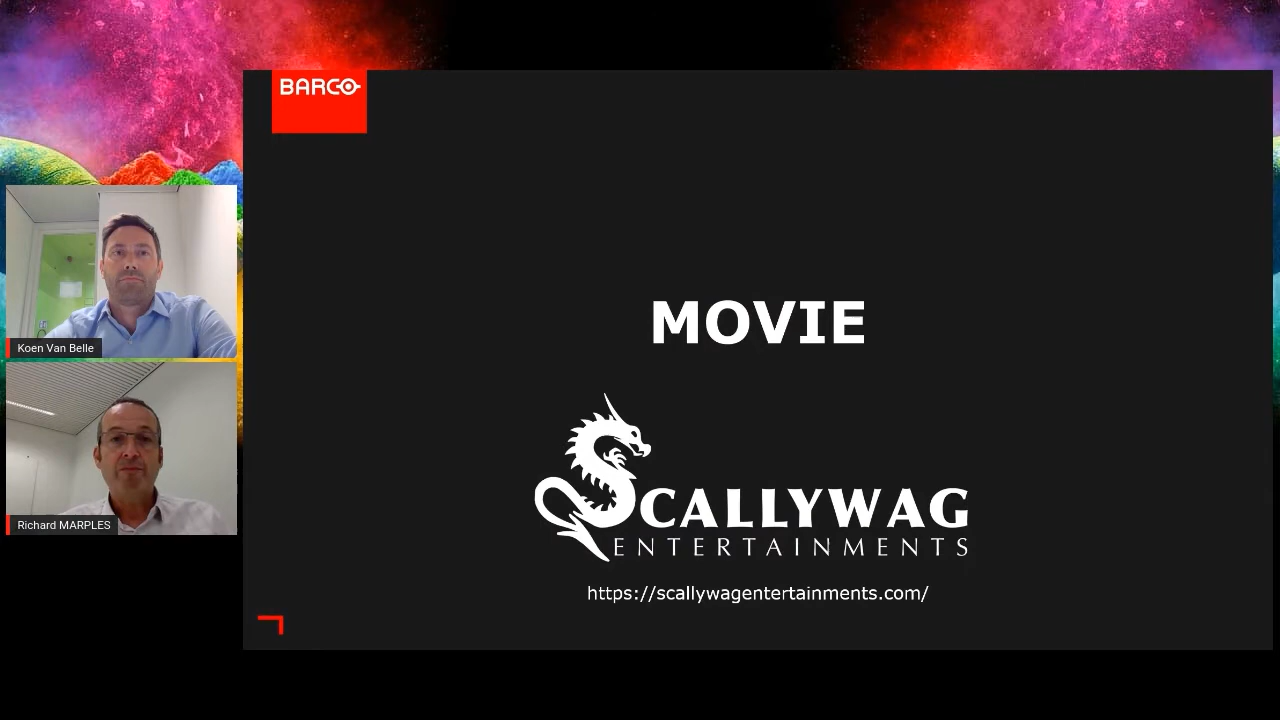 BARCO
Koen Van Belle
Richard MARPLES
MOVIE
SCALLYWAG
ENTERTAINMENTS
https://scallywagentertainments.com/